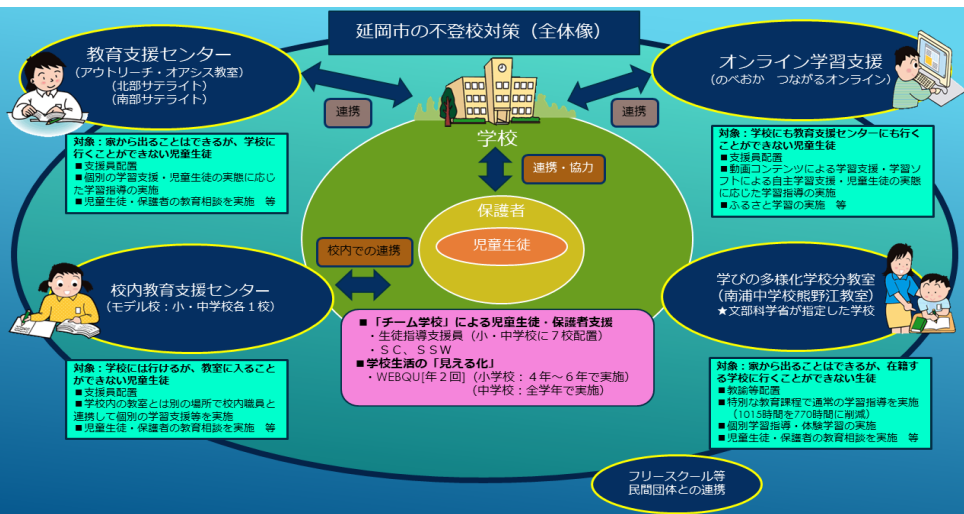 延岡市の不登校対策（全体像）
教育支援センター
（アウトリーチ・オアシス教室）
（北部サテライト）
（南部サテライト）
オンライン学習支援
（のべおか　つながるオンライン）
連携
連携
学校
対象：家から出ることはできるが、学校に
行くことができない児童生徒
■支援員配置
■個別の学習支援・児童生徒の実態に応じ
た学習指導の実施
■児童生徒・保護者の教育相談を実施　等
対象：学校にも教育支援センターにも行く
ことができない児童生徒
■支援員配置
■動画コンテンツによる学習支援・学習ソ
フトによる自主学習支援・児童生徒の実態
に応じた学習指導の実施
■ふるさと学習の実施　等
連携・協力
保護者
児童生徒
校内での連携
校内教育支援センター
（モデル校：小・中学校各１校）
学びの多様化学校分教室
（南浦中学校熊野江教室）
★文部科学省が指定した学校
■「チーム学校」による児童生徒・保護者支援
・生徒指導支援員（小・中学校に７校配置）
・ＳＣ、ＳＳＷ
■学校生活の「見える化」
・WEBQU[年２回]（小学校：４年～６年で実施）
（中学校：全学年で実施）
対象：学校には行けるが、教室に入ること
ができない児童生徒
■支援員配置
■学校内の教室とは別の場所で校内職員と
連携して個別の学習支援等を実施
■児童生徒・保護者の教育相談を実施　等
対象：家から出ることはできるが、在籍す
る学校に行くことができない生徒
■教諭等配置
■特別な教育課程で通常の学習指導を実施
（1015時間を770時間に削減）
■個別学習指導・体験学習の実施
■児童生徒・保護者の教育相談を実施　等
フリースクール等
民間団体との連携